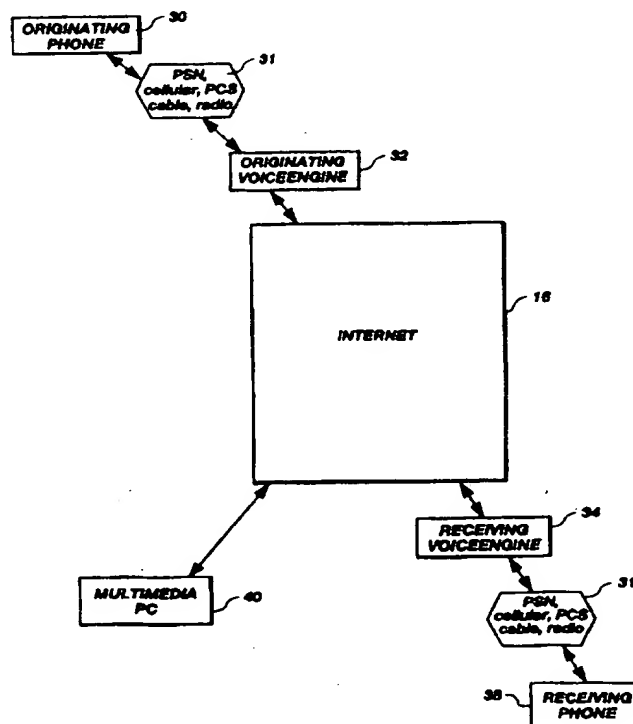 ORIGINATING
PHONE
30
PSN,
cellular, PCS
cable, radio
31
ORIGINATING
VOICEENGINE
32
INTERNET
16
RECEIVING
VOICEENGINE
34
MULTIMEDIA
PC
40
PSN,
cellular, PCS
cable, radio
31
RECEIVING
PHONE